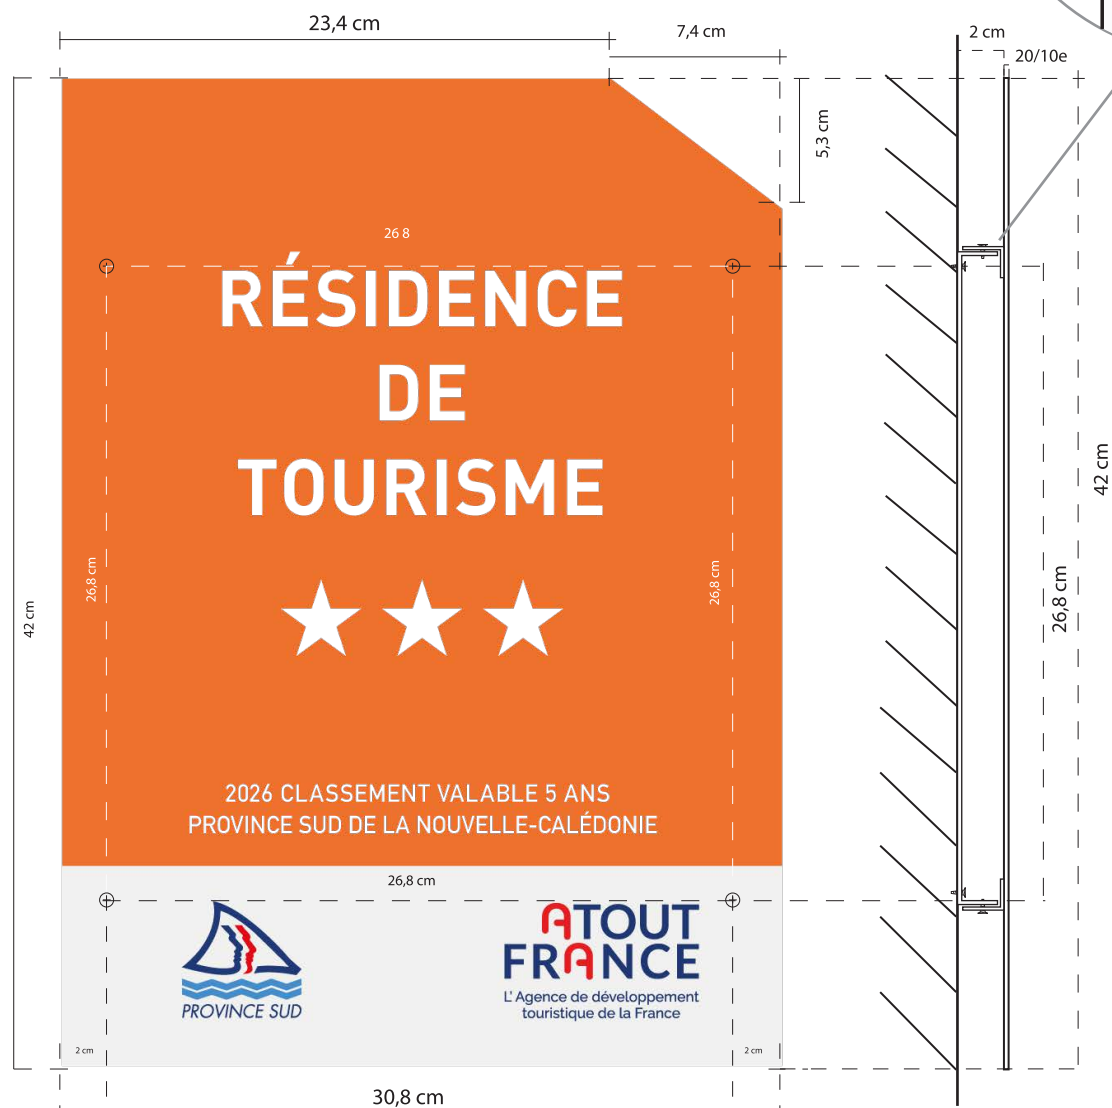 23,4 cm
7,4 cm
2 cm
20/10e
5,3 cm
26 8
RÉSIDENCE
DE
TOURISME
26,8 cm
26,8 cm
42 cm
42 cm
26,8 cm
2026 CLASSEMENT VALABLE 5 ANS
PROVINCE SUD DE LA NOUVELLE-CALÉDONIE
26,8 cm
PROVINCE SUD
ATOUT
FRANCE
L'Agence de développement
touristique de la France
2 cm
2 cm
30,8 cm